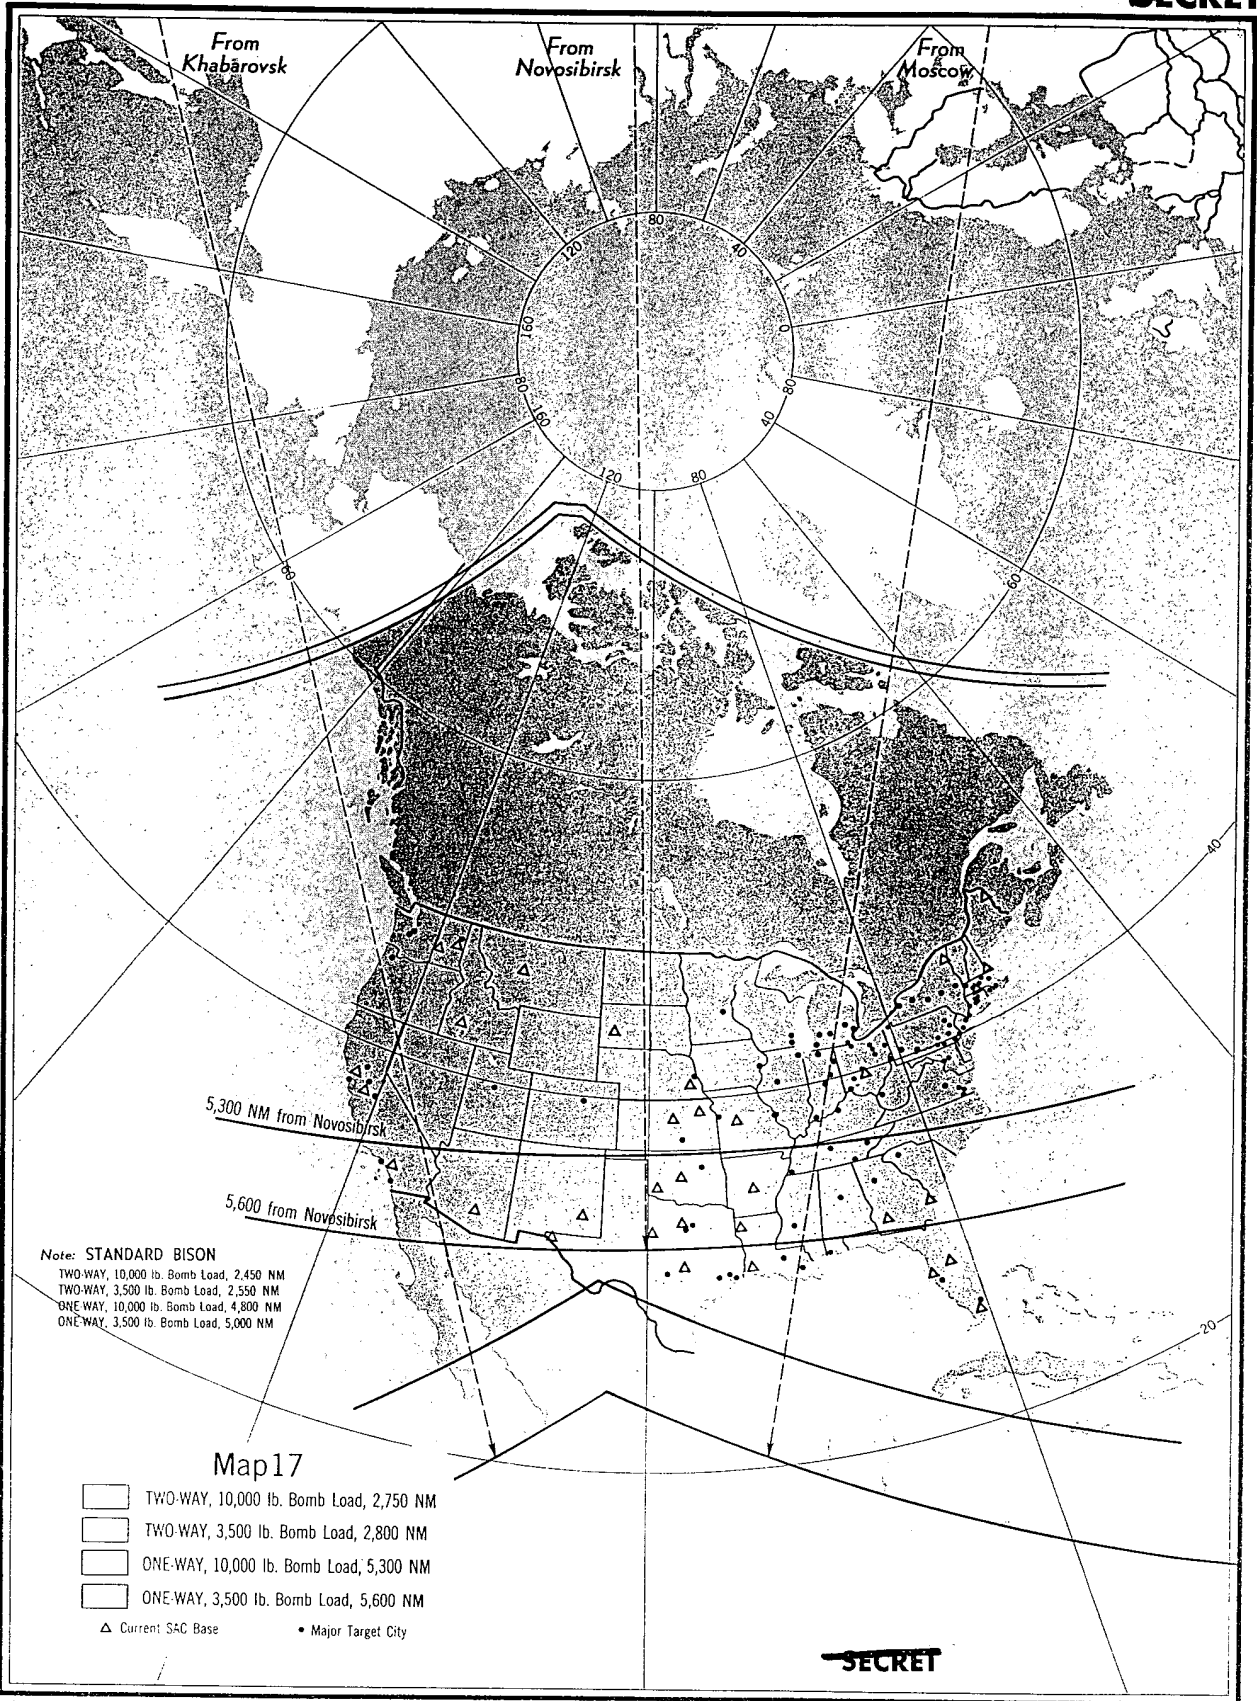 SECRET
From
Khabarovsk
From
Novosibirsk
From
Moscow
80
120
40
160
0
80
80
160
40
120
80
60
60
40
5,300 NM from Novosibirsk
5,600 from Novosibirsk
Note: STANDARD BISON
TWO-WAY, 10,000 lb. Bomb Load, 2,450 NM
TWO-WAY, 3,500 lb. Bomb Load, 2,550 NM
ONE-WAY, 10,000 lb. Bomb Load, 4,800 NM
ONE-WAY, 3,500 lb. Bomb Load, 5,000 NM
20
Map17
TWO-WAY, 10,000 lb. Bomb Load, 2,750 NM
TWO-WAY, 3,500 lb. Bomb Load, 2,800 NM
ONE-WAY, 10,000 lb. Bomb Load, 5,300 NM
ONE-WAY, 3,500 lb. Bomb Load, 5,600 NM
Current SAC Base
Major Target City
SECRET